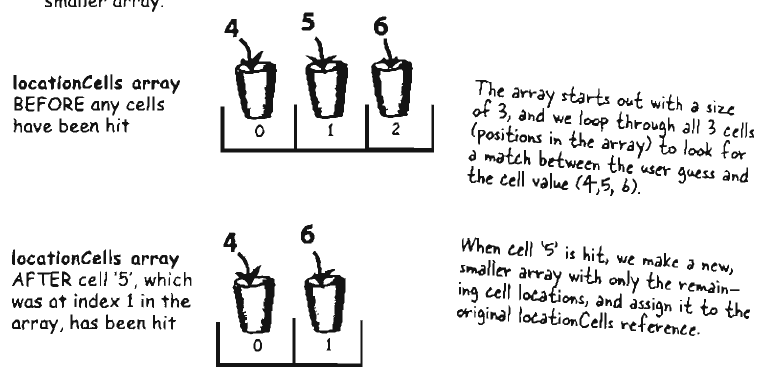 smaller array.
4 5 6
locationCells array
BEFORE any cells
have been hit
0 1 2
The array starts out with a size
of 3, and we loop through all 3 cells
(positions in the array) to look for
a match between the user guess and
the cell value (4,5, 6).
4 6
locationCells array
AFTER cell '5', which
was at index 1 in the
array, has been hit
0 1
When cell '5' is hit, we make a new,
smaller array with only the remain-
ing cell locations, and assign it to the
original locationCells reference.